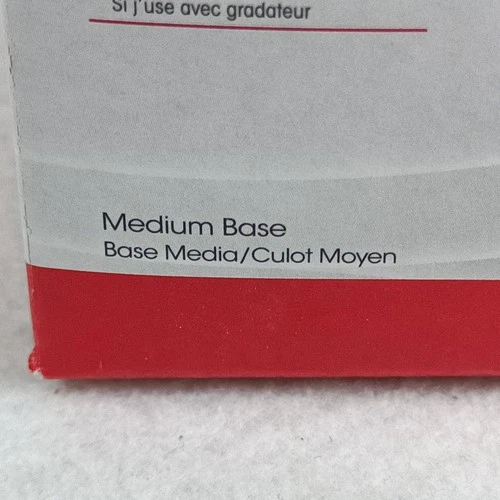 Si j'use avec gradateur
Medium Base
Base Media/Culot Moyen